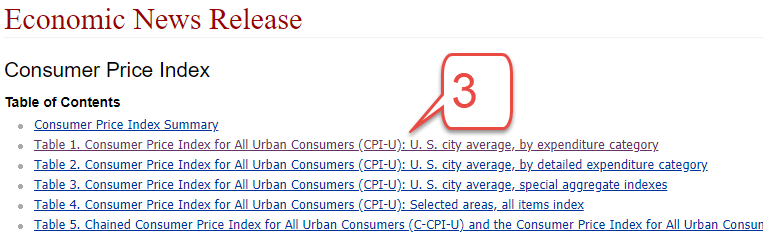 Economic News Release
Consumer Price Index
3
Table of Contents
Consumer Price Index Summary
Table 1. Consumer Price Index for All Urban Consumers (CPI-U): U. S. city average, by expenditure category
Table 2. Consumer Price Index for All Urban Consumers (CPI-U): U. S. city average, by detailed expenditure category
Table 3. Consumer Price Index for All Urban Consumers (CPI-U): U. S. city average, special aggregate indexes
Table 4. Consumer Price Index for All Urban Consumers (CPI-U): Selected areas, all items index
Table 5. Chained Consumer Price Index for All Urban Consumers (C-CPI-U) and the Consumer Price Index for All Urban Consun